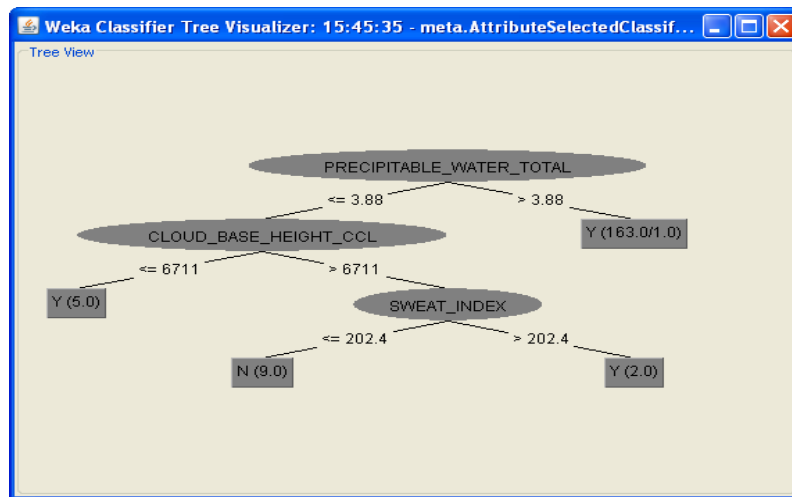 Weka Classifier Tree Visualizer: 15:45:35 - meta.AttributeSelectedClassif...
Tree View
PRECIPITABLE_WATER_TOTAL
<= 3.88
> 3.88
CLOUD_BASE_HEIGHT_CCL
Y (163.0/1.0)
<= 6711
> 6711
Y (5.0)
SWEAT_INDEX
<= 202.4
> 202.4
N (9.0)
Y (2.0)